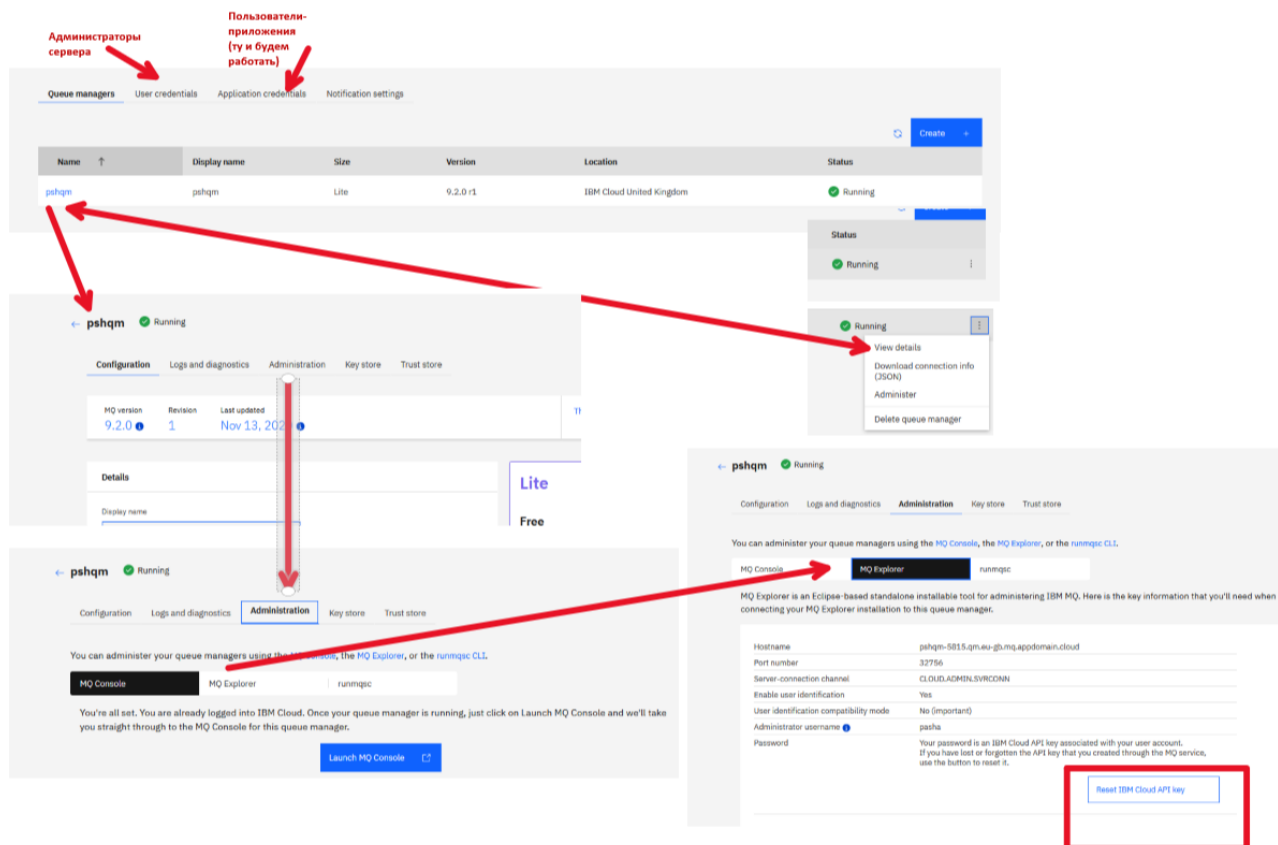 Администраторы
сервера
Пользователи-
приложения
(ту и будем
работать)
Queue managers User credentials Application credentials Notification settings
Create +
Name ↑ Display name Size Version Location Status
pshqm pshqm Lite 9.2.0 r1 IBM Cloud United Kingdom Running
Status
Running
Running
View details
Download connection info
(JSON)
Administer
Delete queue manager
← pshqm Running
Configuration Logs and diagnostics Administration Key store Trust store
MQ version Revision Last updated
9.2.0 1 Nov 13, 202
Details
Display name
Lite
Free
← pshqm Running
Configuration Logs and diagnostics Administration Key store Trust store
You can administer your queue managers using the MQ Console, the MQ Explorer, or the runmqsc CLI.
MQ Console MQ Explorer runmqsc
You're all set. You are already logged into IBM Cloud. Once your queue manager is running, just click on Launch MQ Console and we'll take
you straight through to the MQ Console for this queue manager.
Launch MQ Console
← pshqm Running
Configuration Logs and diagnostics Administration Key store Trust store
You can administer your queue managers using the MQ Console, the MQ Explorer, or the runmqsc CLI.
MQ Console MQ Explorer runmqsc
MQ Explorer is an Eclipse-based standalone installable tool for administering IBM MQ. Here is the key information that you'll need when
connecting your MQ Explorer installation to this queue manager.
Hostname pshqm-5815.qm.eu-gb.mq.appdomain.cloud
Port number 32756
Server-connection channel CLOUD.ADMIN.SVRCONN
Enable user identification Yes
User identification compatibility mode No (important)
Administrator username pasha
Password Your password is an IBM Cloud API key associated with your user account.
If you have lost or forgotten the API key that you created through the MQ service,
use the button to reset it.
Reset IBM Cloud API key